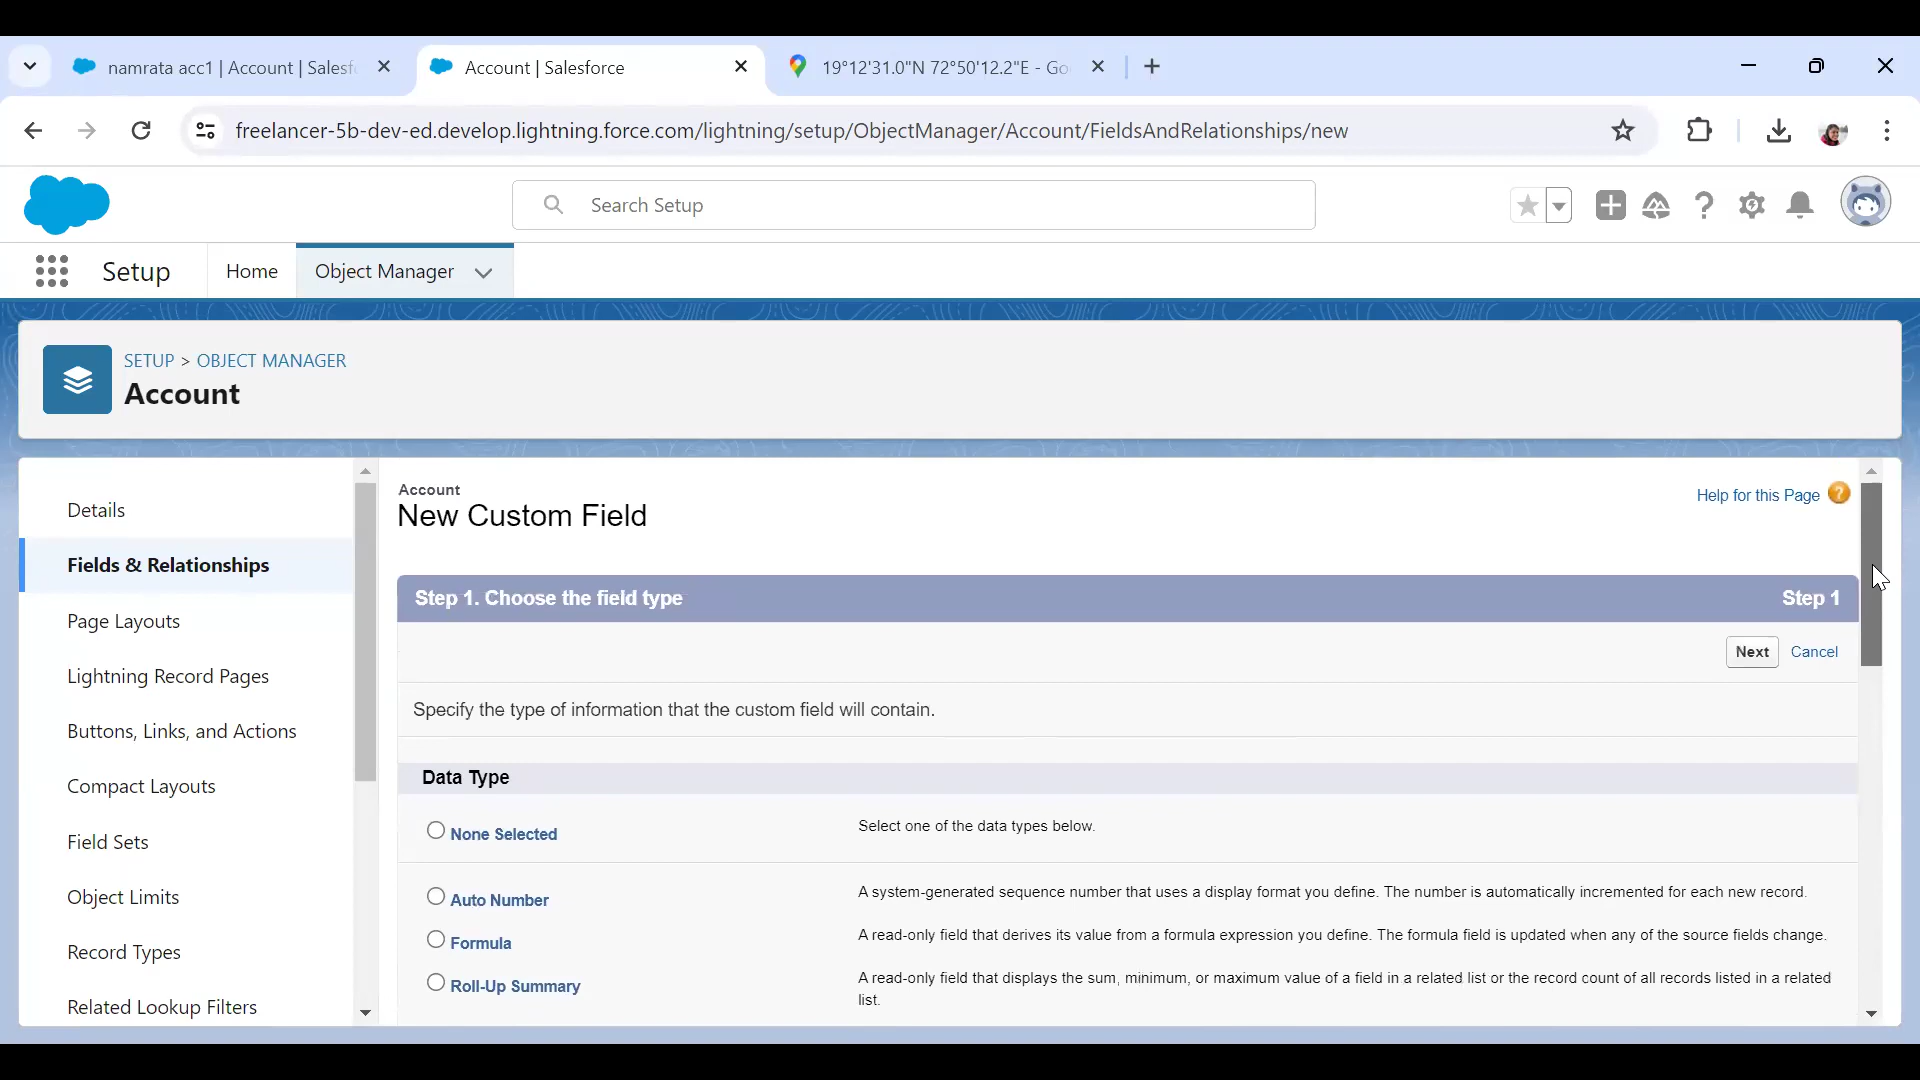 namrata acc1 | Account | Salesf
Account | Salesforce
19°12'31.0"N 72°50'12.2"E - Go
freelancer-5b-dev-ed.develop.lightning.force.com/lightning/setup/ObjectManager/Account/FieldsAndRelationships/new
Search Setup
Setup
Home
Object Manager
SETUP > OBJECT MANAGER
Account
Details
Fields & Relationships
Page Layouts
Lightning Record Pages
Buttons, Links, and Actions
Compact Layouts
Field Sets
Object Limits
Record Types
Related Lookup Filters
Account
New Custom Field
Help for this Page ?
Step 1. Choose the field type
Step 1
Next
Cancel
Specify the type of information that the custom field will contain.
Data Type
None Selected
Select one of the data types below.
Auto Number
A system-generated sequence number that uses a display format you define. The number is automatically incremented for each new record.
Formula
A read-only field that derives its value from a formula expression you define. The formula field is updated when any of the source fields change.
Roll-Up Summary
A read-only field that displays the sum, minimum, or maximum value of a field in a related list or the record count of all records listed in a related
list.